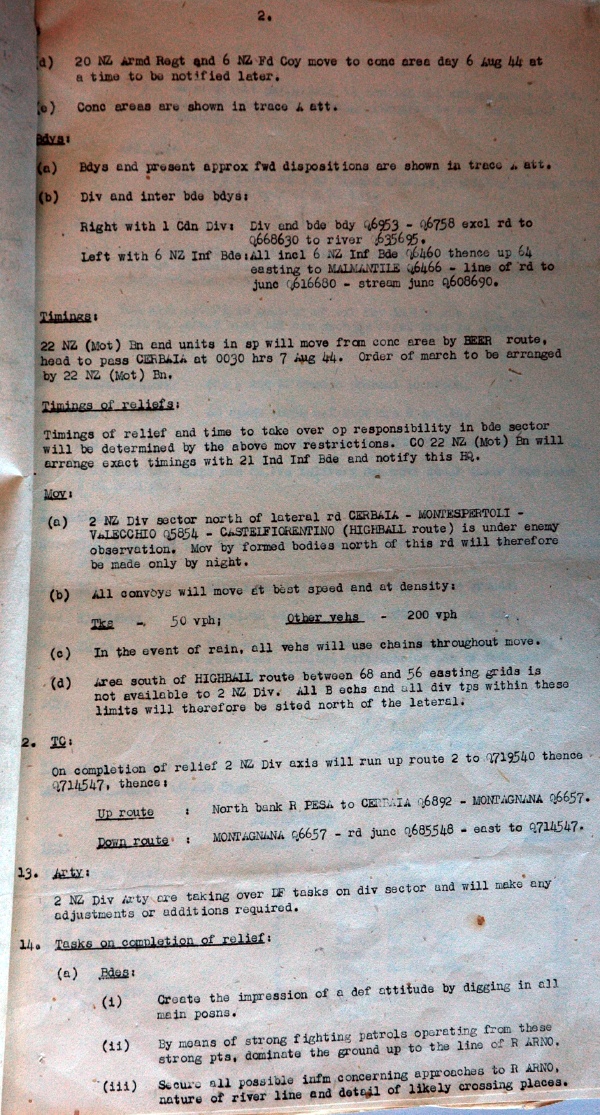 2.
(d) 20 NZ Armd Regt and 6 NZ Fd Coy move to conc area day 6 Aug 44 at
a time to be notified later.
(e) Conc areas are shown in trace A att.
Bdys:
(a) Bdys and present approx fwd dispositions are shown in trace A att.
(b) Div and inter bde bdys:
Right with 1 Cdn Div: Div and bde bdy Q6953 - Q6758 excl rd to
Q668630 to river Q635695.
Left with 6 NZ Inf Bde:All incl 6 NZ Inf Bde Q6460 thence up 64
easting to MALMANTILE Q6466 - line of rd to
junc Q616680 - stream junc Q608690.
Timings:
22 NZ (Mot) Bn and units in sp will move from conc area by BEER route,
head to pass CERBAIA at 0030 hrs 7 Aug 44. Order of march to be arranged
by 22 NZ (Mot) Bn.
Timings of reliefs:
Timings of relief and time to take over op responsibility in bde sector
will be determined by the above mov restrictions. CO 22 NZ (Mot) Bn will
arrange exact timings with 21 Ind Inf Bde and notify this HQ.
Mov:
(a) 2 NZ Div sector north of lateral rd CERBAIA - MONTESPERTOLI -
VALECCHIO Q5854 - CASTELFIORENTINO (HIGHBALL route) is under enemy
observation. Mov by formed bodies north of this rd will therefore
be made only by night.
(b) All convoys will move at best speed and at density:
Tks - 50 vph; Other vehs - 200 vph
(c) In the event of rain, all vehs will use chains throughout move.
(d) Area south of HIGHBALL route between 68 and 56 easting grids is
not available to 2 NZ Div. All B echs and all div tps within these
limits will therefore be sited north of the lateral.
2. TC:
On completion of relief 2 NZ Div axis will run up route 2 to Q719540 thence
Q714547, thence:
Up route : North bank R PESA to CERBAIA Q6892 - MONTAGNANA Q6657.
Down route : MONTAGNANA Q6657 - rd junc Q685548 - east to Q714547.
13. Arty:
2 NZ Div Arty are taking over DF tasks on div sector and will make any
adjustments or additions required.
14. Tasks on completion of relief:
(a) Bdes:
(i) Create the impression of a def attitude by digging in all
main posns.
(ii) By means of strong fighting patrols operating from these
strong pts, dominate the ground up to the line of R ARNO.
(iii) Secure all possible infm concerning approaches to R ARNO,
nature of river line and detail of likely crossing places.